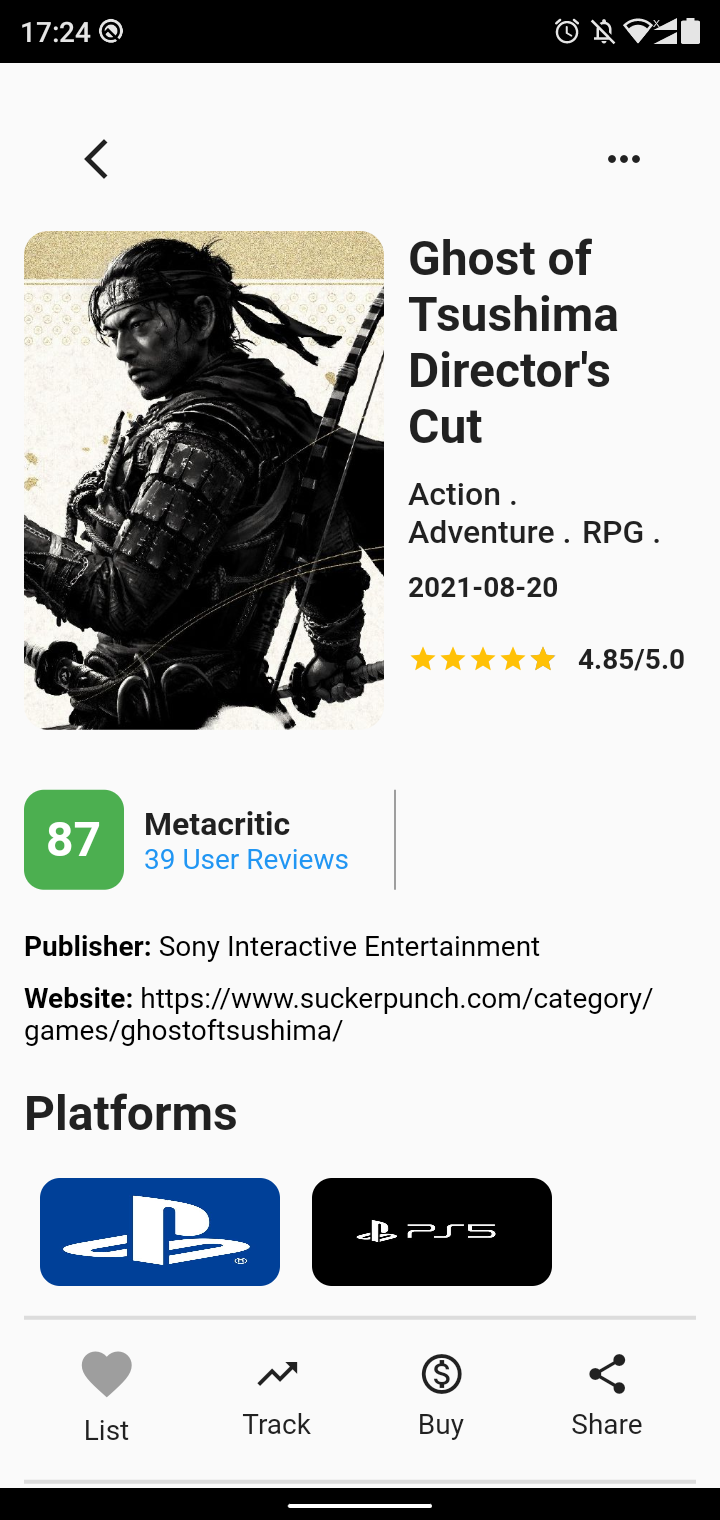 17:24
Ghost of
Tsushima
Director's
Cut
Action .
Adventure . RPG .
2021-08-20
4.85/5.0
87
Metacritic
39 User Reviews
Publisher: Sony Interactive Entertainment
Website: https://www.suckerpunch.com/category/
games/ghostoftsushima/
Platforms
®
PS5
List
Track
Buy
Share